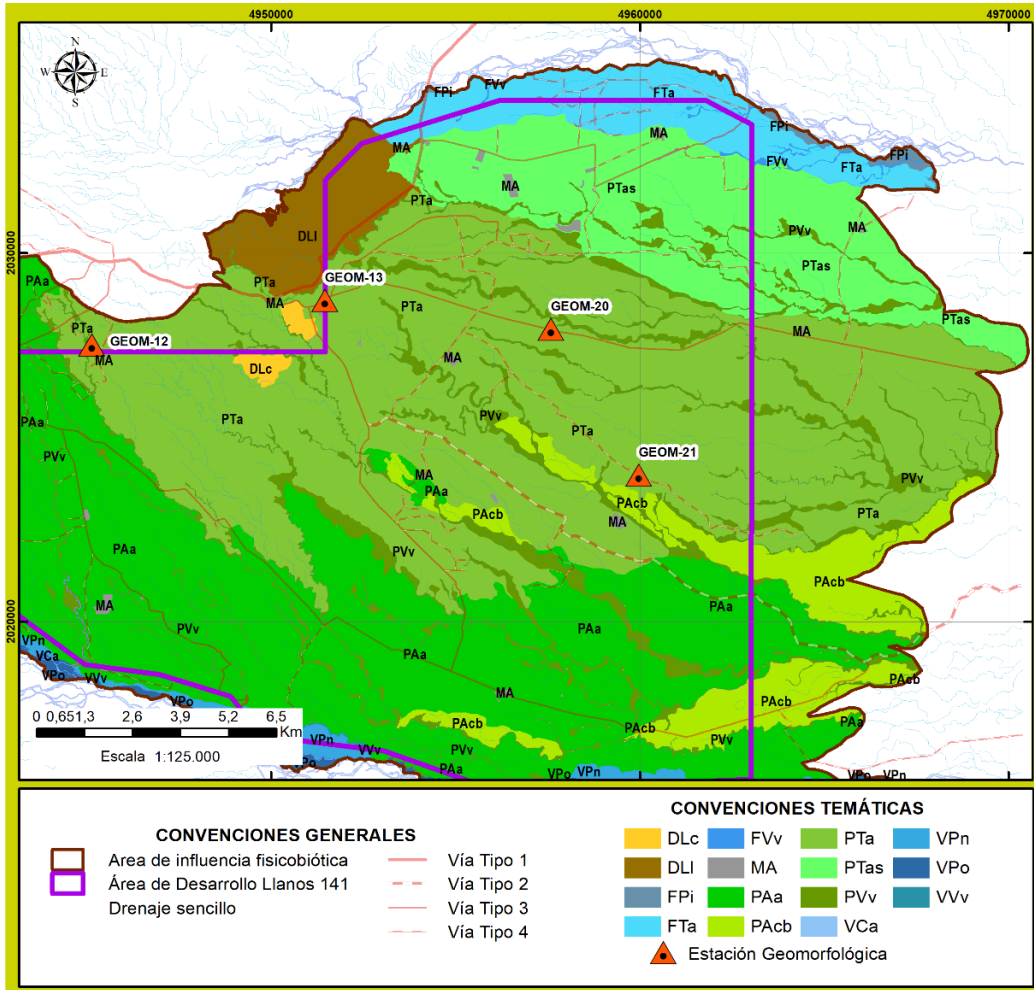 4950000 4960000 4970000
N
W E
S
FPi FVv FTa
MA MA FPi
FVv FPi
FTa
MA PTas MA
PTa
DLI PVv
2030000
PTas
PAa PTa GEOM-13
MA PTa GEOM-20
PTa GEOM-12 MA PTas
MA MA
DLc
PVv
PAa PTa PTa
GEOM-21
PVv MA PVv
PAa PAcb PTa
PAcb MA
PAa PVv
PAcb
MA PAa
2020000
PVv PAa
VPn PAa
VCa
VPo VVv MA PAcb PAcb
VPo PAcb PAcb PAa
VPn VVv PVv PVv
Po PAa VPo VPn VPo VPn
0 0,651,3 2,6 3,9 5,2 6,5
Km
Escala 1:125.000
CONVENCIONES GENERALES
Area de influencia fisicobiótica
Área de Desarrollo Llanos 141
Drenaje sencillo
Vía Tipo 1
Vía Tipo 2
Vía Tipo 3
Vía Tipo 4
CONVENCIONES TEMÁTICAS
DLc FVv PTa VPn
DLI MA PTas VPo
FPi PAa PVv VVv
FTa PAcb VCa
Estación Geomorfológica